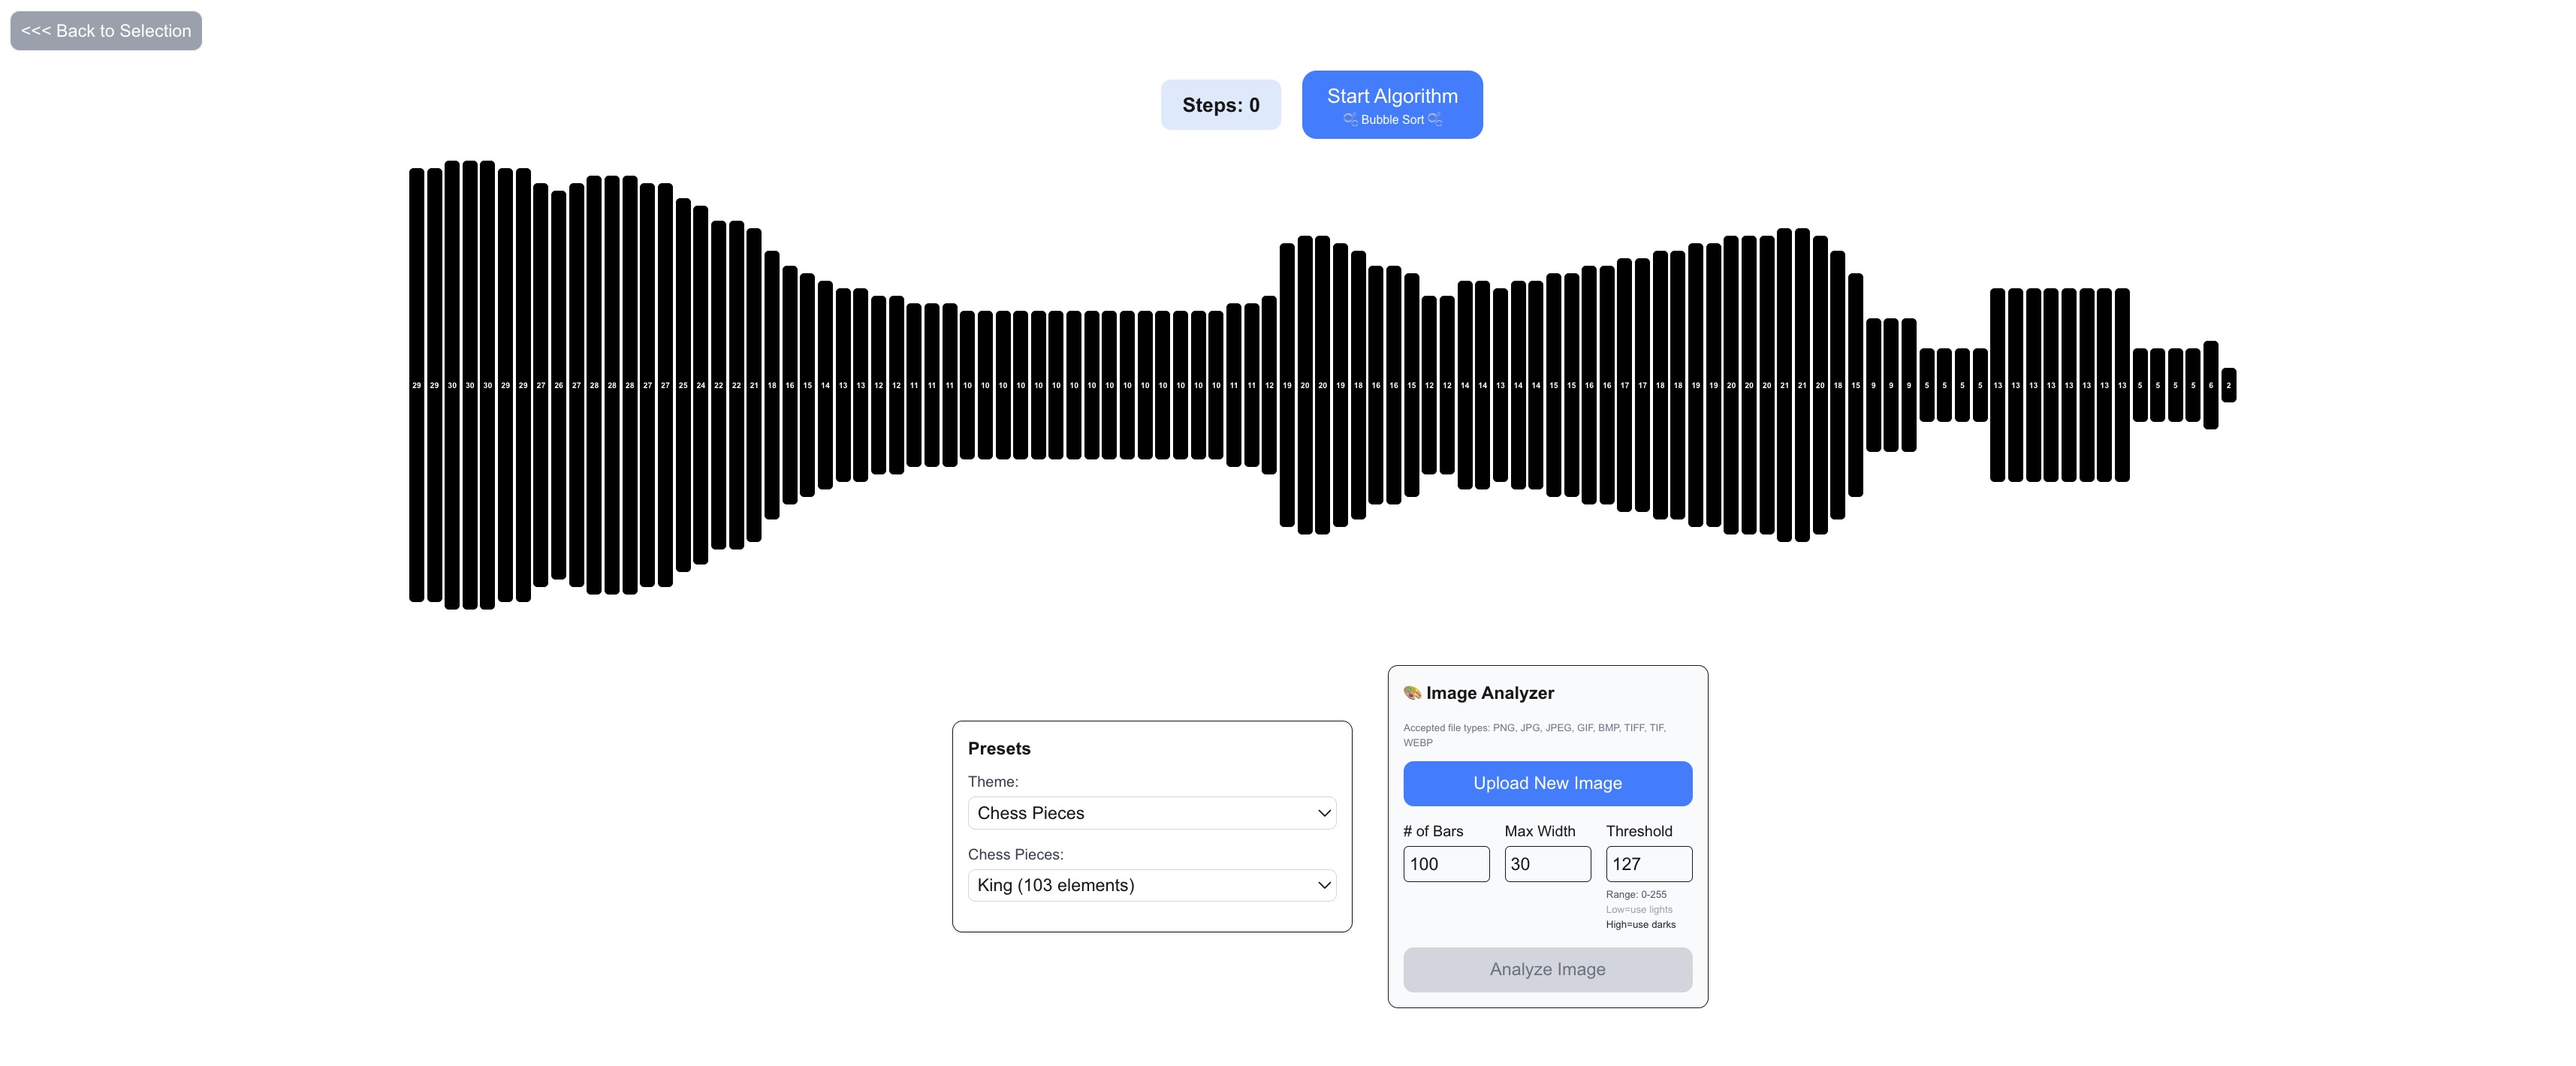 <<< Back to Selection
Steps: 0
Start Algorithm
Bubble Sort
29 29 30 30 30 29 29 27 26 27 28 28 28 27 27 25 24 22 22 21 18 16 15 14 13 13 12 12 11 11 11 10 10 10 10 10 10 10 10 10 10 10 10 10 10 10 11 11 12 19 20 20 19 18 16 16 15 12 12 14 14 13 14 14 15 15 16 16 17 17 18 18 19 19 20 20 20 21 21 20 18 15 9 9 9 5 5 5 5 13 13 13 13 13 13 13 13 5 5 5 5 6 2
🎨 Image Analyzer
Accepted file types: PNG, JPG, JPEG, GIF, BMP, TIFF, TIF,
WEBP
Presets
Upload New Image
Theme:
Chess Pieces
# of Bars Max Width Threshold
Chess Pieces:
100 30 127
King (103 elements)
Range: 0-255
Low=use lights
High=use darks
Analyze Image